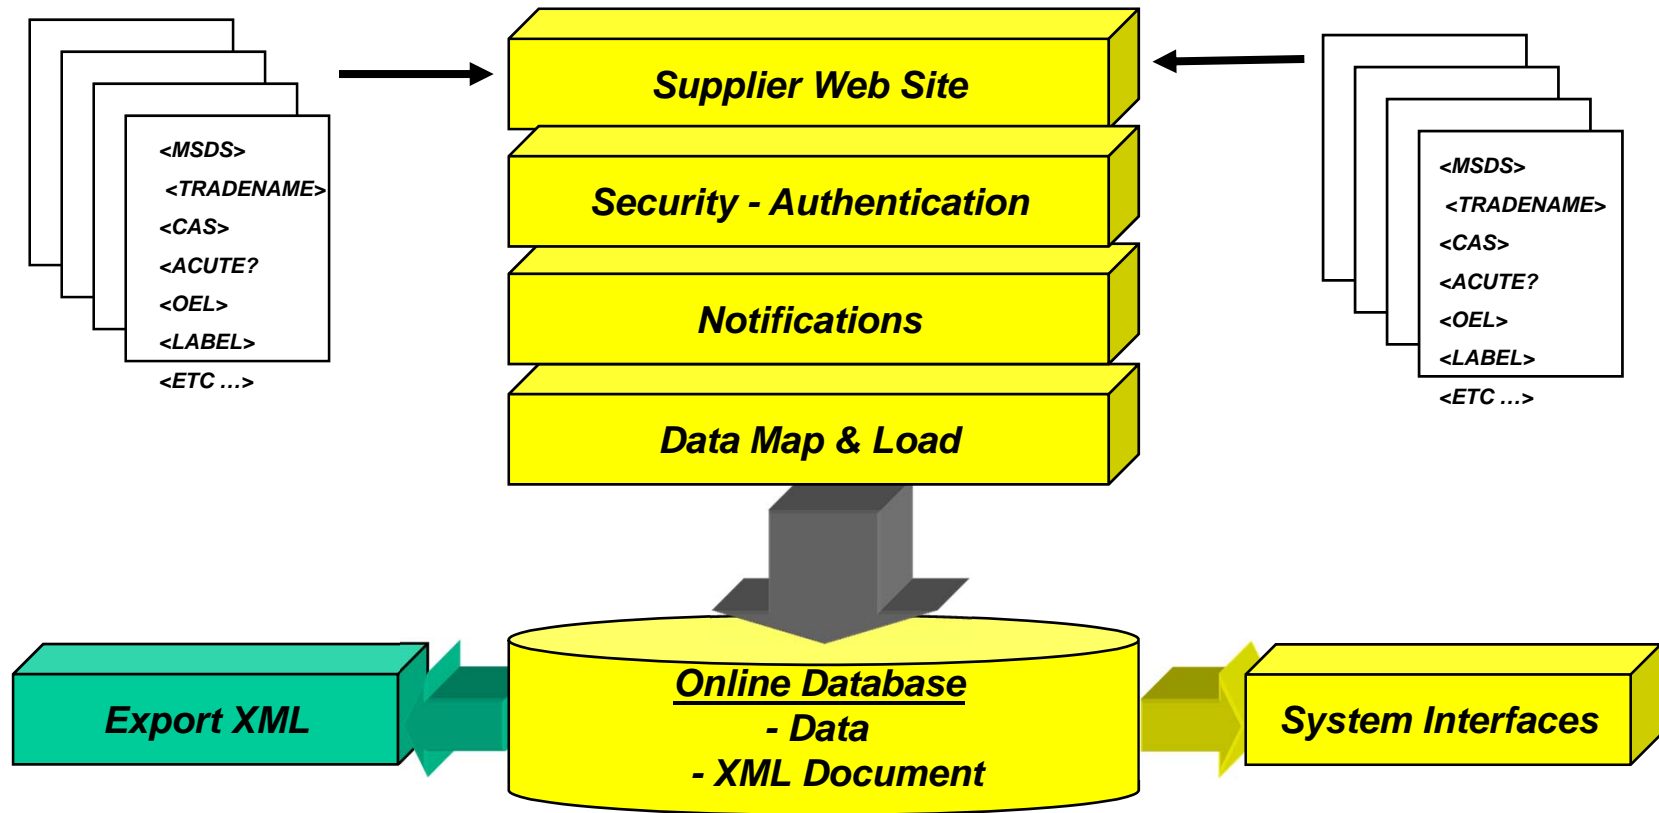 Supplier Web Site
<MSDS>
<TRADENAME>
<CAS>
<ACUTE?
<OEL>
<LABEL>
<ETC …>
Security - Authentication
Notifications
Data Map & Load
<MSDS>
<TRADENAME>
<CAS>
<ACUTE?
<OEL>
<LABEL>
<ETC …>
Export XML
Online Database
- Data
- XML Document
System Interfaces